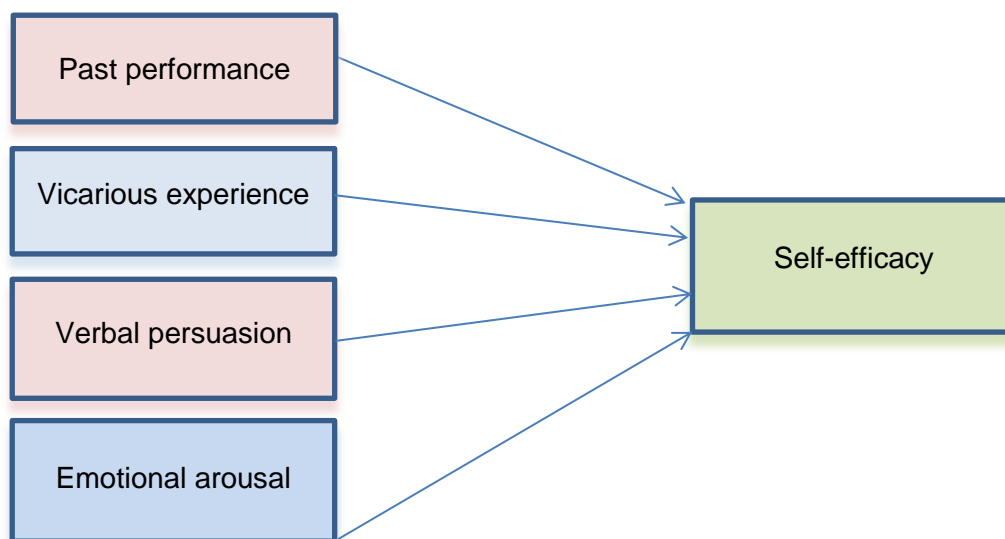 Past performance
Vicarious experience
Self-efficacy
Verbal persuasion
Emotional arousal